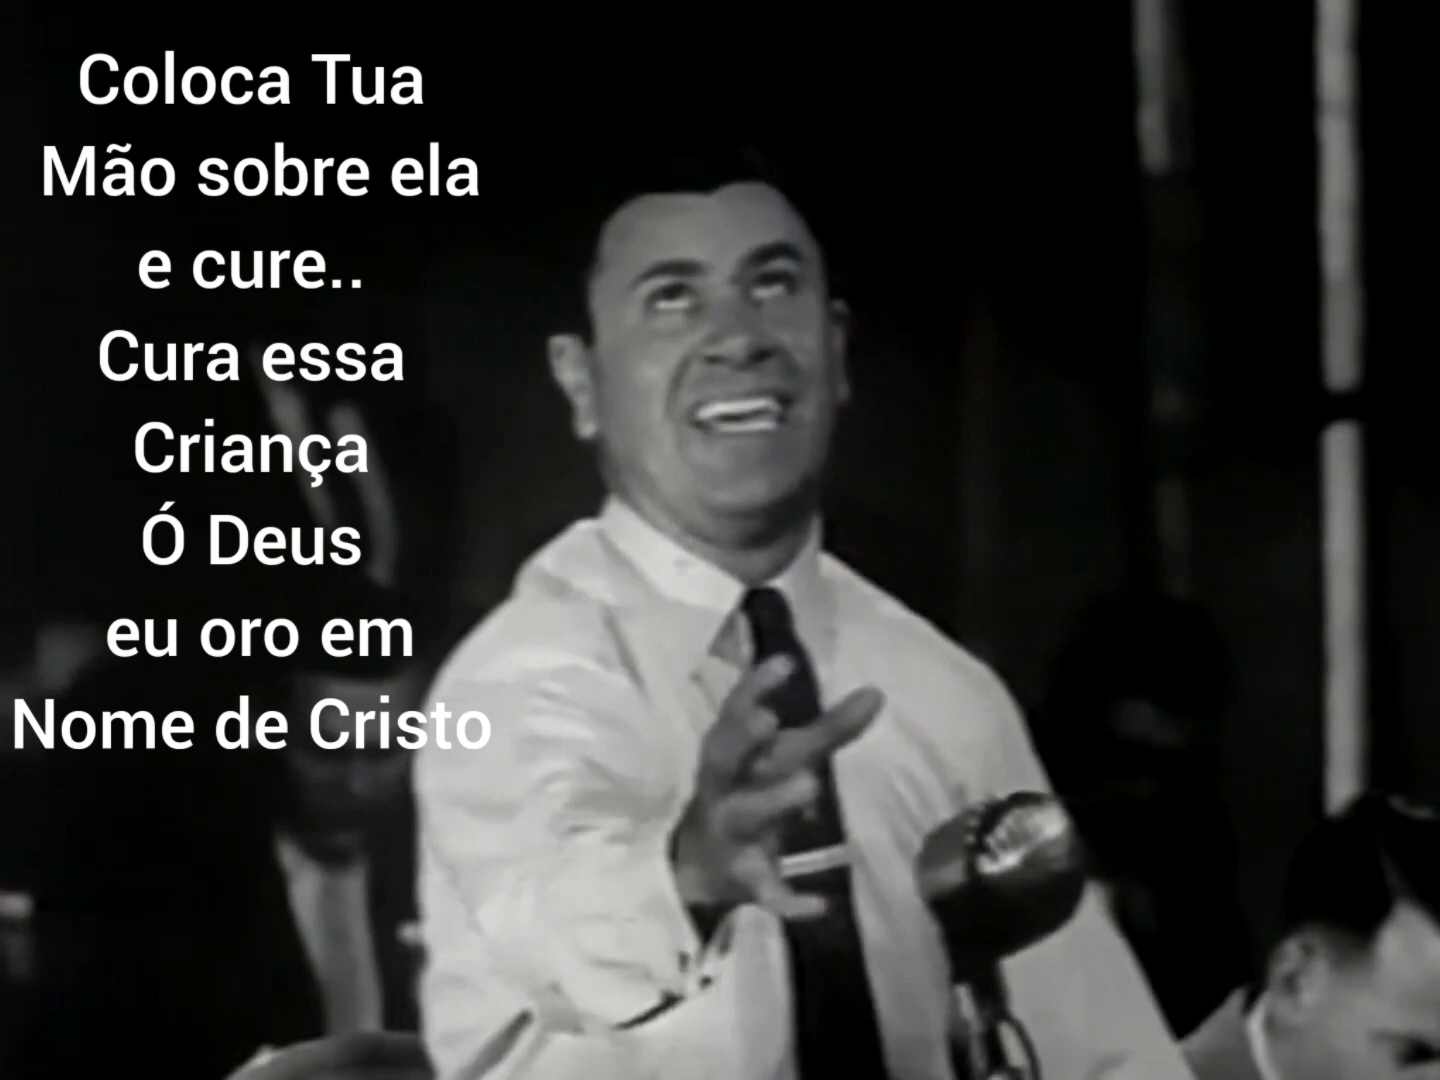 Coloca Tua
Mão sobre ela
e cure..
Cura essa
Criança
Ó Deus
eu oro em
Nome de Cristo